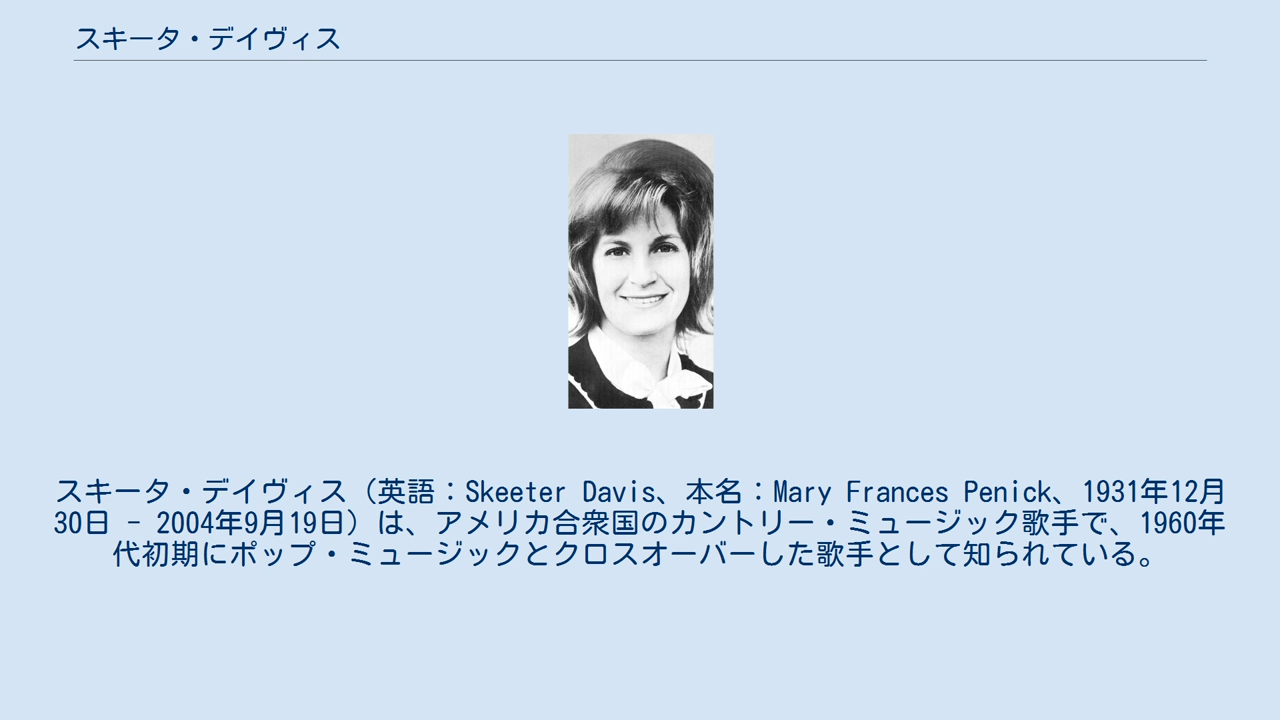 スキータ・デイヴィス
スキータ・デイヴィス（英語：Skeeter Davis、本名：Mary Frances Penick、1931年12月
30日 - 2004年9月19日）は、アメリカ合衆国のカントリー・ミュージック歌手で、1960年
代初期にポップ・ミュージックとクロスオーバーした歌手として知られている。